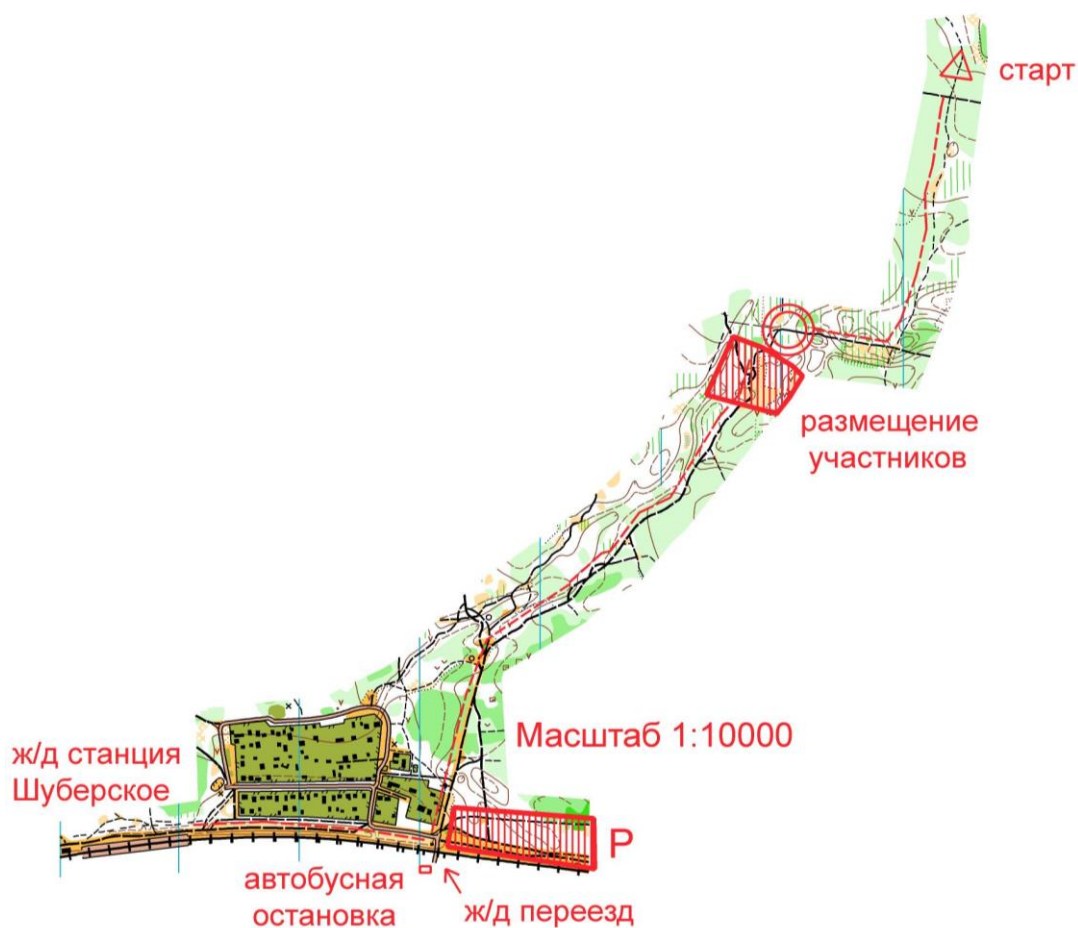 старт
размещение
участников
Масштаб 1:10000
ж/д станция
Шуберское
Р
автобусная
остановка
ж/д переезд